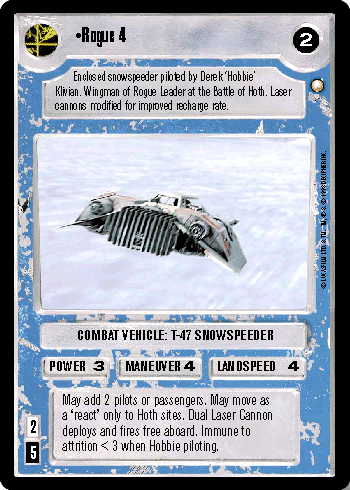 •Rogue 4
2
Enclosed snowspeeder piloted by Derek 'Hobbie'
Klivian. Wingman of Rogue Leader at the Battle of Hoth. Laser
cannons modified for improved recharge rate.
COMBAT VEHICLE: T-47 SNOWSPEEDER
POWER 3
MANEUVER 4
LANDSPEED 4
May add 2 pilots or passengers. May move as
a 'react' only to Hoth sites. Dual Laser Cannon
deploys and fires free aboard. Immune to
attrition < 3 when Hobbie piloting.
2
5